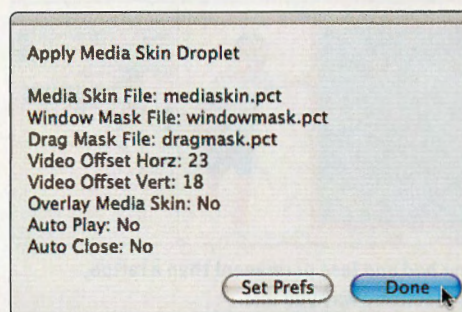 Apply Media Skin Droplet
Media Skin File: mediaskin.pct
Window Mask File: windowmask.pct
Drag Mask File: dragmask.pct
Video Offset Horz: 23
Video Offset Vert: 18
Overlay Media Skin: No
Auto Play: No
Auto Close: No
Set Prefs
Done